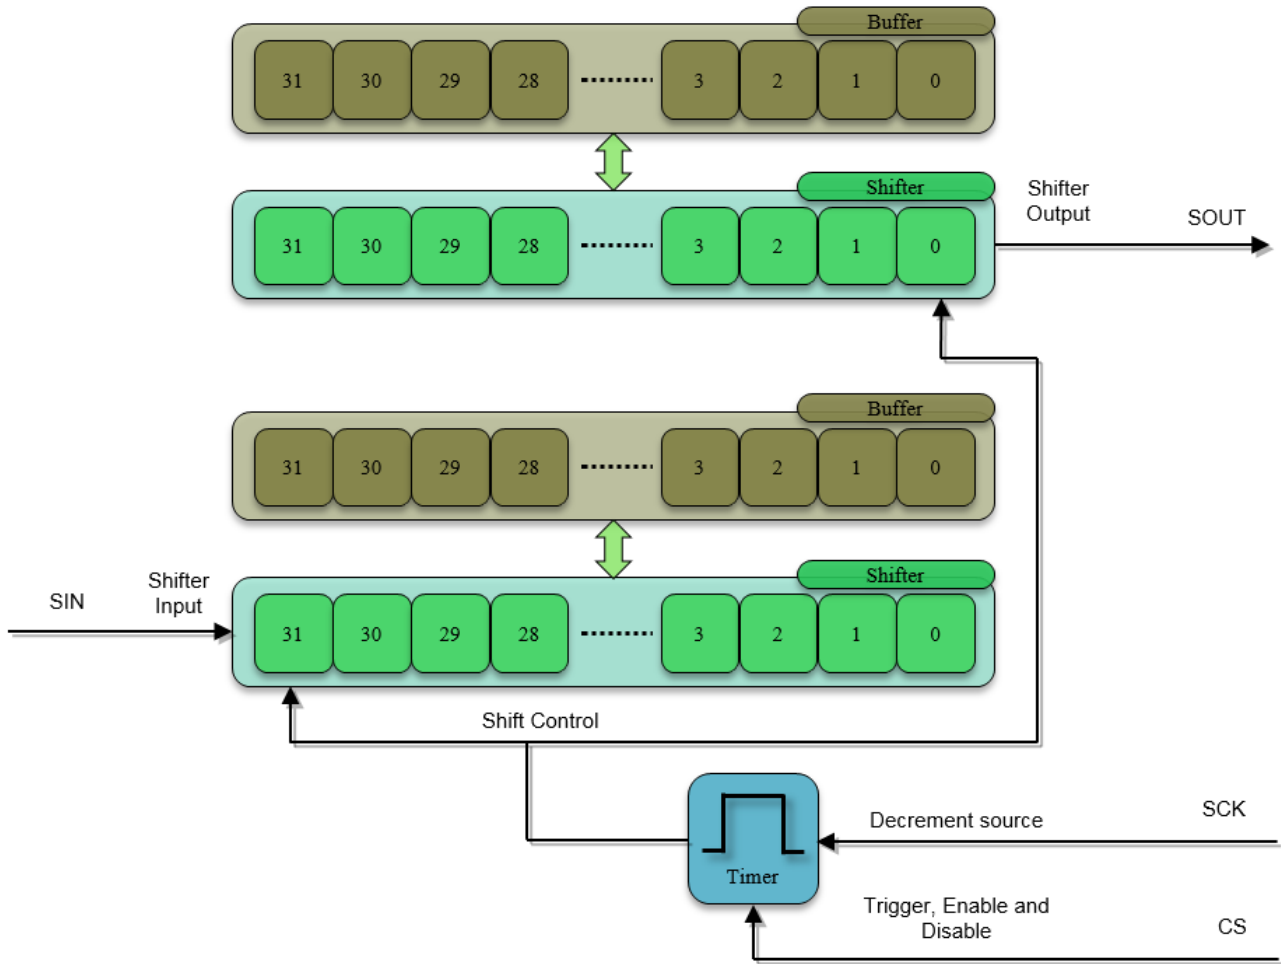 Buffer
31 30 29 28 3 2 1 0
Shifter
31 30 29 28 3 2 1 0
Shifter
Output
SOUT
Buffer
31 30 29 28 3 2 1 0
Shifter
31 30 29 28 3 2 1 0
SIN
Shifter
Input
Shift Control
Timer
Decrement source
SCK
Trigger, Enable and
Disable
CS